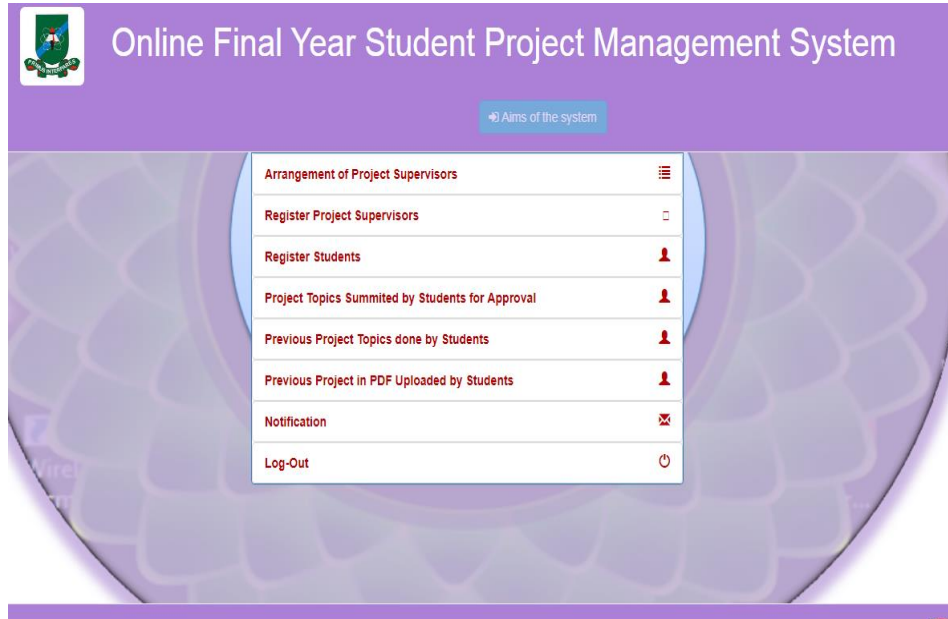 Online Final Year Student Project Management System
PRIMUS INTERPARES
Aims of the system
Arrangement of Project Supervisors
Register Project Supervisors
Register Students
Project Topics Summited by Students for Approval
Previous Project Topics done by Students
Previous Project in PDF Uploaded by Students
Notification
Log-Out